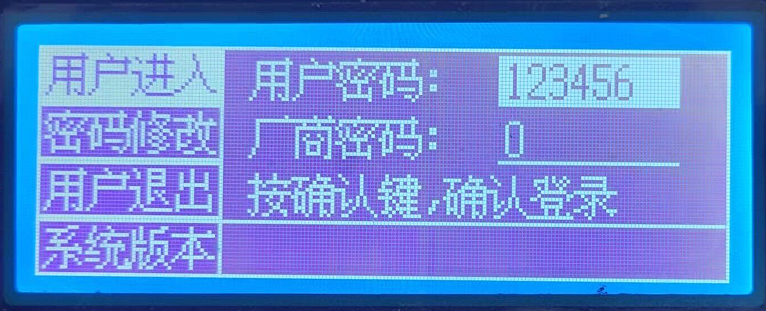 用户进入
用户密码: 123456
密码修改
厂商密码: 0
用户退出
按确认键,确认登录
系统版本